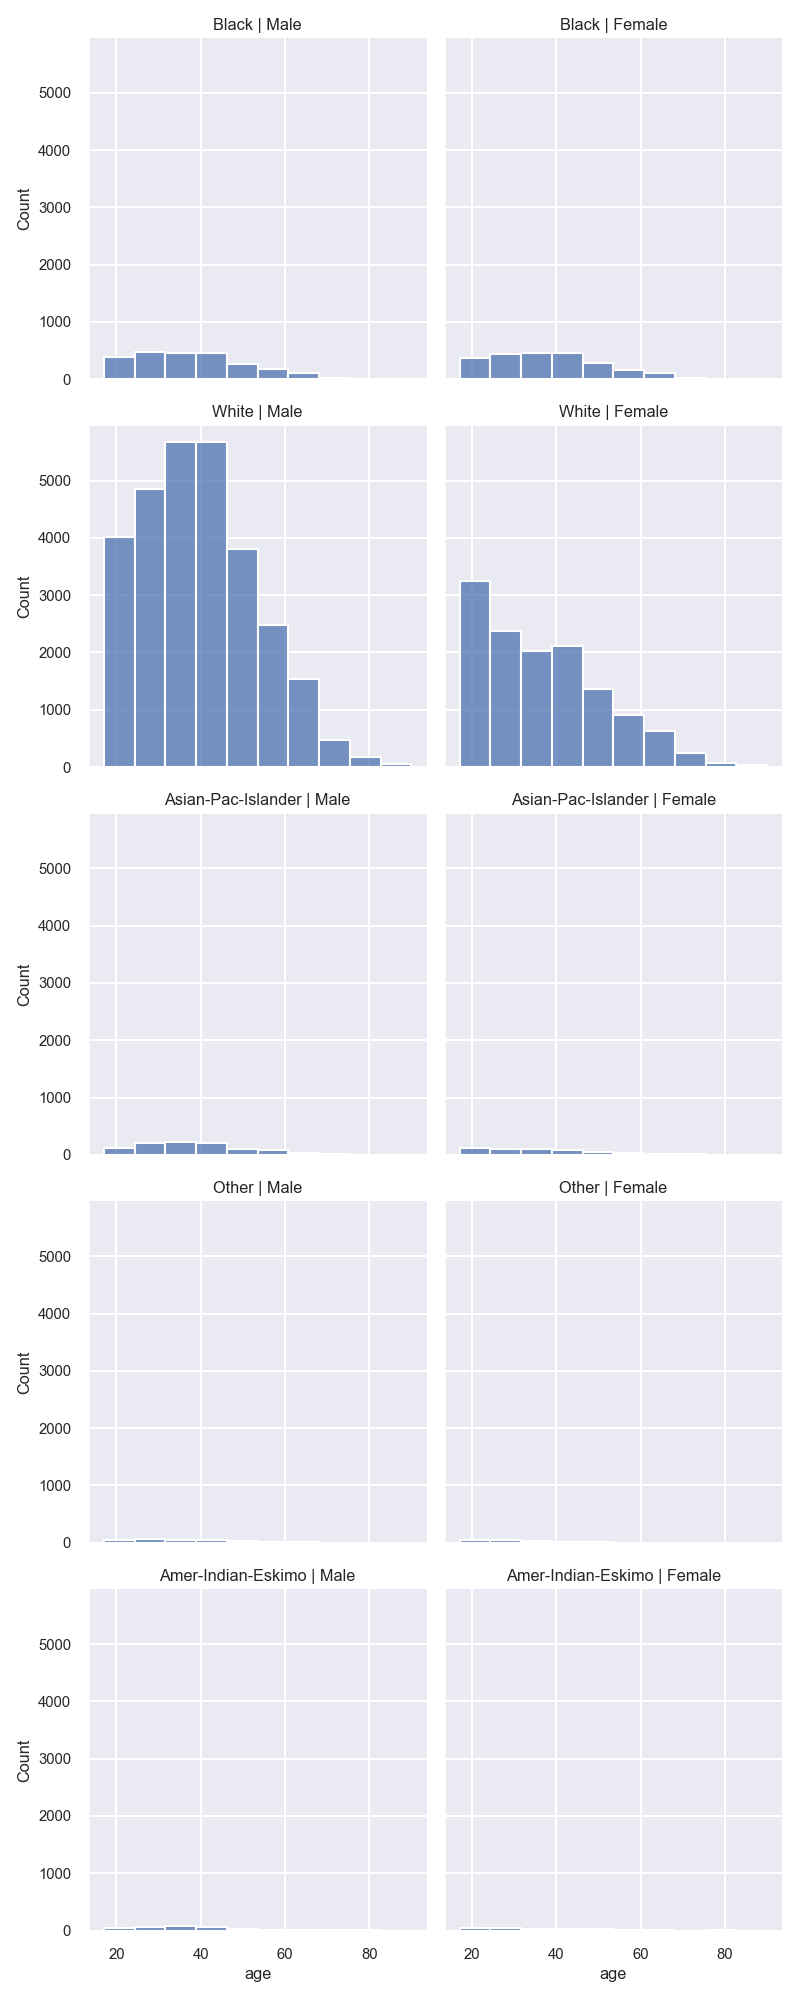 Black | Male
Black | Female
5000
4000
3000
2000
1000
0
Count
White | Male
White | Female
5000
4000
3000
2000
1000
0
Count
Asian-Pac-Islander | Male
Asian-Pac-Islander | Female
5000
4000
3000
2000
1000
0
Count
Other | Male
Other | Female
5000
4000
3000
2000
1000
0
Count
Amer-Indian-Eskimo | Male
Amer-Indian-Eskimo | Female
5000
4000
3000
2000
1000
0
Count
20 40 60 80
20 40 60 80
age
age